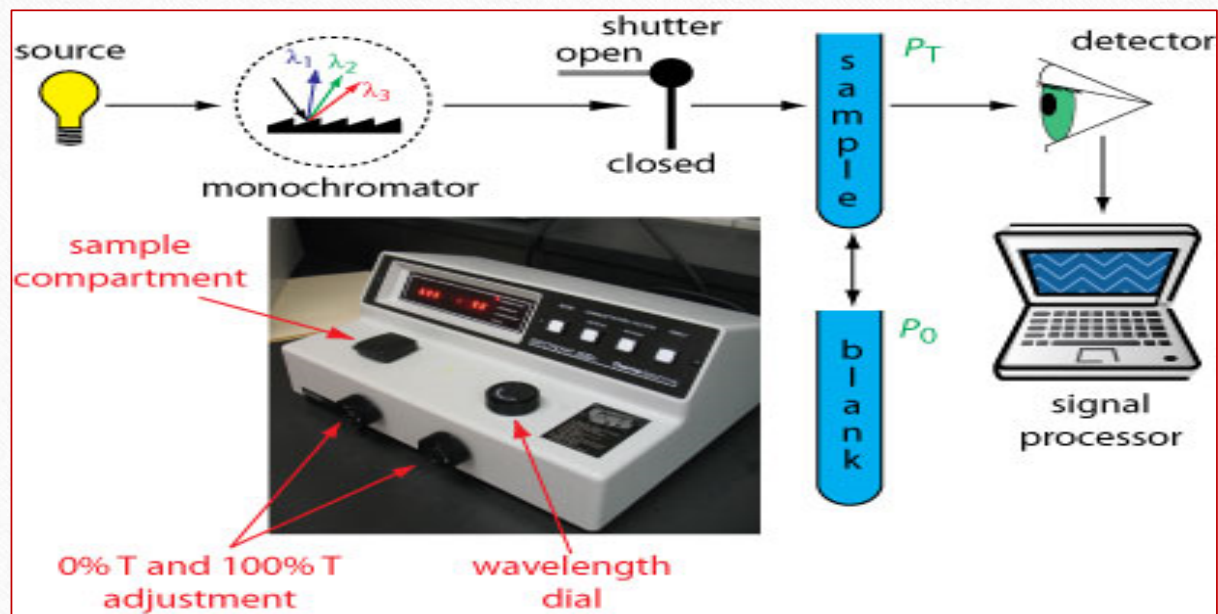 source
λ1
λ2
λ3
monochromator
shutter
open
closed
sample
PT
detector
blank
P0
signal
processor
sample
compartment
0% T and 100% T
adjustment
wavelength
dial